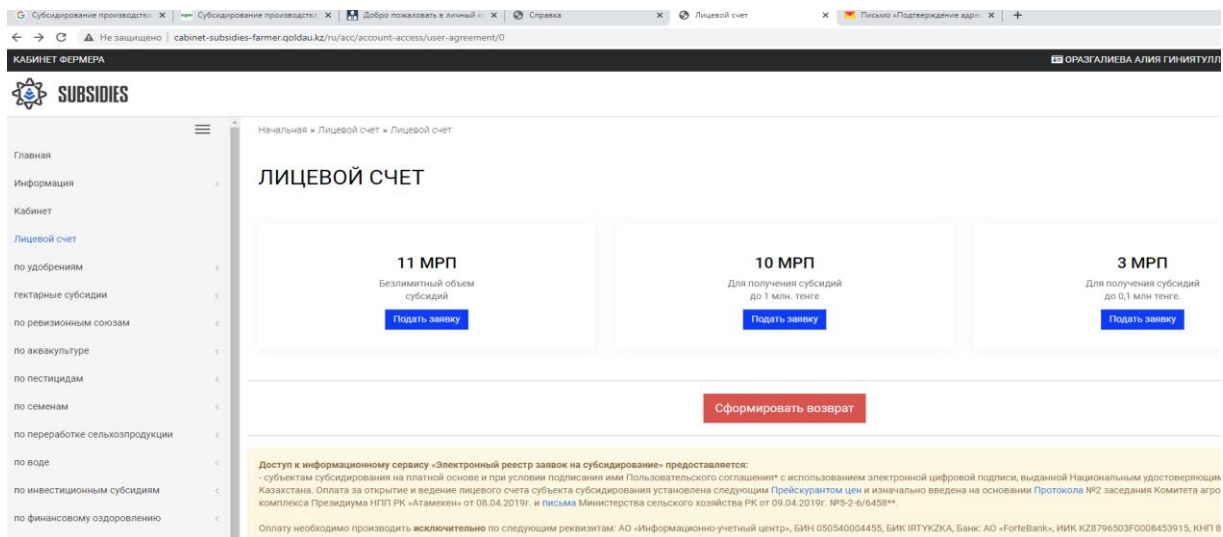 Субсидирование производства
Субсидирование производства
Добро пожаловать в личный к
Справка
Лицевой счет
Письмо «Подтверждение адрес
Не защищено | cabinet-subsidies-farmer.qoldau.kz/ru/acc/account-access/user-agreement/0
КАБИНЕТ ФЕРМЕРА
ОРАЗГАЛИЕВА АЛИЯ ГИНИЯТУЛЛ
SUBSIDIES
Начальная » Лицевой счет » Лицевой счет
Главная
Информация
Кабинет
Лицевой счет
по удобрениям
гектарные субсидии
по ревизионным союзам
по аквакультуре
по пестицидам
по семенам
по переработке сельхозпродукции
по воде
по инвестиционным субсидиям
по финансовому оздоровлению
ЛИЦЕВОЙ СЧЕТ
11 МРП
Безлимитный объем
субсидий
Подать заявку
10 МРП
Для получения субсидий
до 1 млн. тенге
Подать заявку
3 МРП
Для получения субсидий
до 0,1 млн тенге.
Подать заявку
Сформировать возврат
Доступ к информационному сервису «Электронный реестр заявок на субсидирование» предоставляется:
- субъектам субсидирования на платной основе и при условии подписания ими Пользовательского соглашения* с использованием электронной цифровой подписи, выданной Национальным удостоверяющим
Казахстана. Оплата за открытие и ведение лицевого счета субъекта субсидирования установлена следующим Прейскурантом цен и изначально введена на основании Протокола №2 заседания Комитета агро
комплекса Президиума НПП РК «Атамекен» от 08.04.2019г. и письма Министерства сельского хозяйства РК от 09.04.2019г. №5-2-6/6458**.
Оплату необходимо производить исключительно по следующим реквизитам: АО «Информационно-учетный центр», БИН 050540004455, БИК IRTYKZKA, Банк: АО «ForteBank», ИИК KZ8796503F0008453915, КНП 8